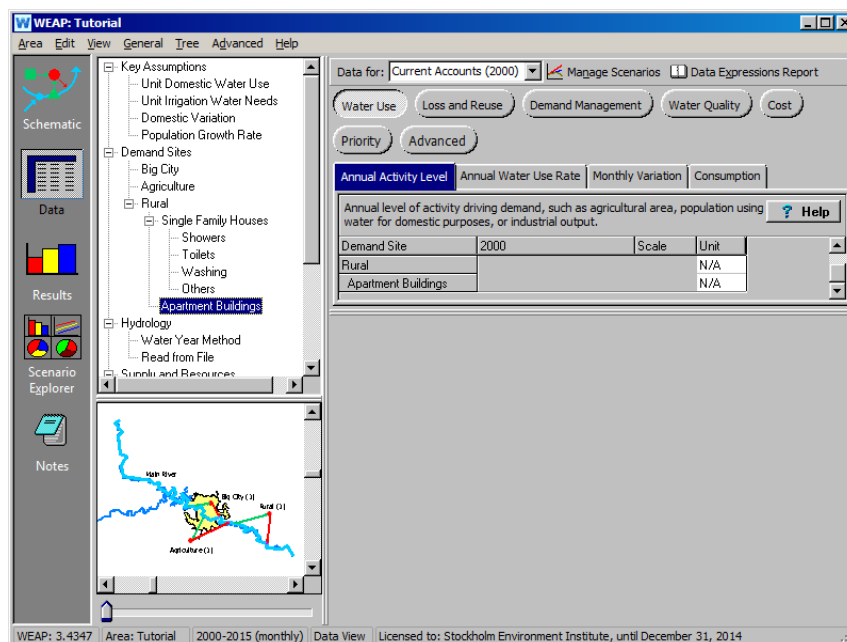 WEAP: Tutorial
Area Edit View General Tree Advanced Help
Schematic
Data
Results
Scenario
Explorer
Notes
Key Assumptions
Unit Domestic Water Use
Unit Irrigation Water Needs
Domestic Variation
Population Growth Rate
Demand Sites
Big City
Agriculture
Rural
Single Family Houses
Showers
Toilets
Washing
Others
Apartment Buildings
Hydrology
Water Year Method
Read from File
Supply and Resources
Main River
Big City (1)
Rural (1)
Agriculture (1)
Data for: Current Accounts (2000) Manage Scenarios Data Expressions Report
Water Use Loss and Reuse Demand Management Water Quality Cost
Priority Advanced
Annual Activity Level Annual Water Use Rate Monthly Variation Consumption
Annual level of activity driving demand, such as agricultural area, population using
water for domestic purposes, or industrial output.
? Help
Demand Site 2000 Scale Unit
Rural N/A
Apartment Buildings N/A
WEAP: 3.4347 Area: Tutorial 2000-2015 (monthly) Data View Licensed to: Stockholm Environment Institute, until December 31, 2014